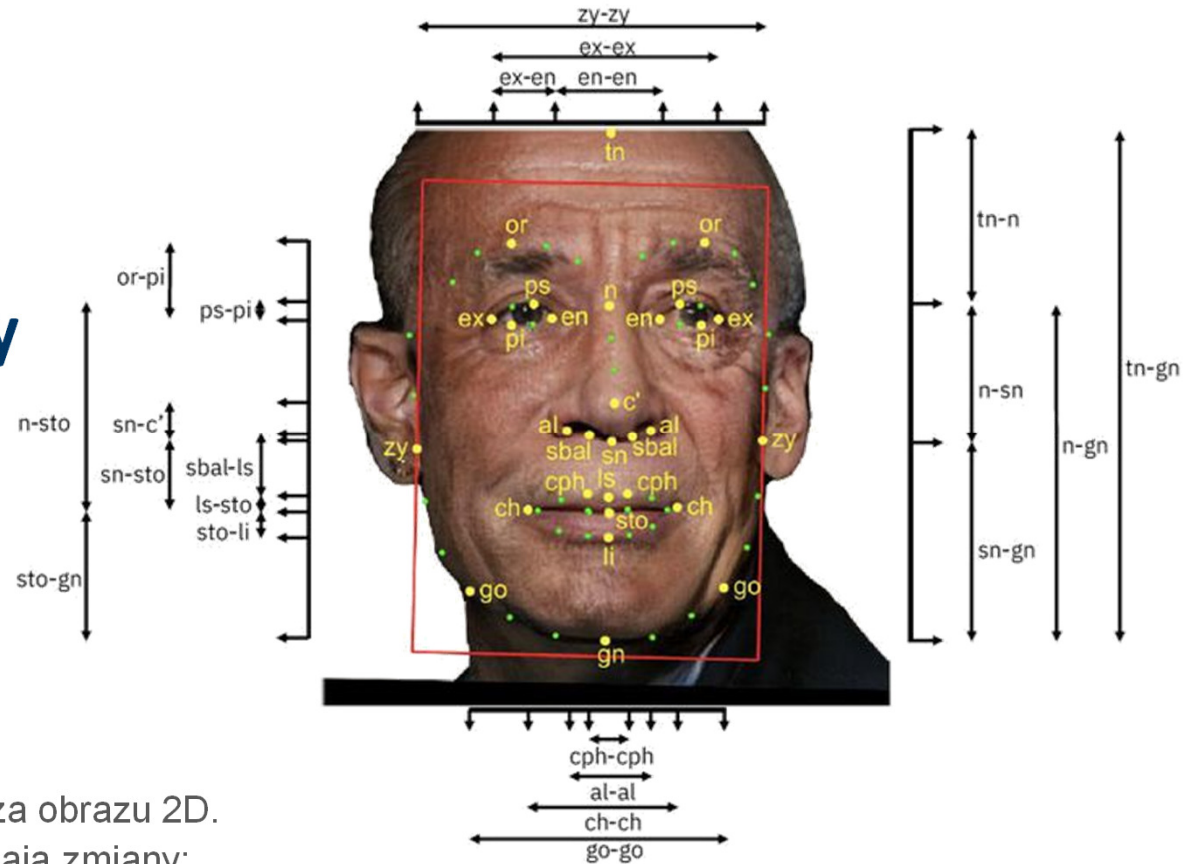 zy-zy
ex-ex
ex-en en-en
tn
or or
tn-n
or-pi
ps n ps
ps-pi
y
ex en en ex
pi pi
tn-gn
n-sn
c'
n-sto sn-c'
al al
zy sbal sn sbal zy
n-gn
sn-sto sbal-ls
cph ls cph
ls-sto
ch sto ch
sto-li
li
sn-gn
sto-gn
go go
gn
cph-cph
al-al
ch-ch
go-go
za obrazu 2D.
ają zmiany: